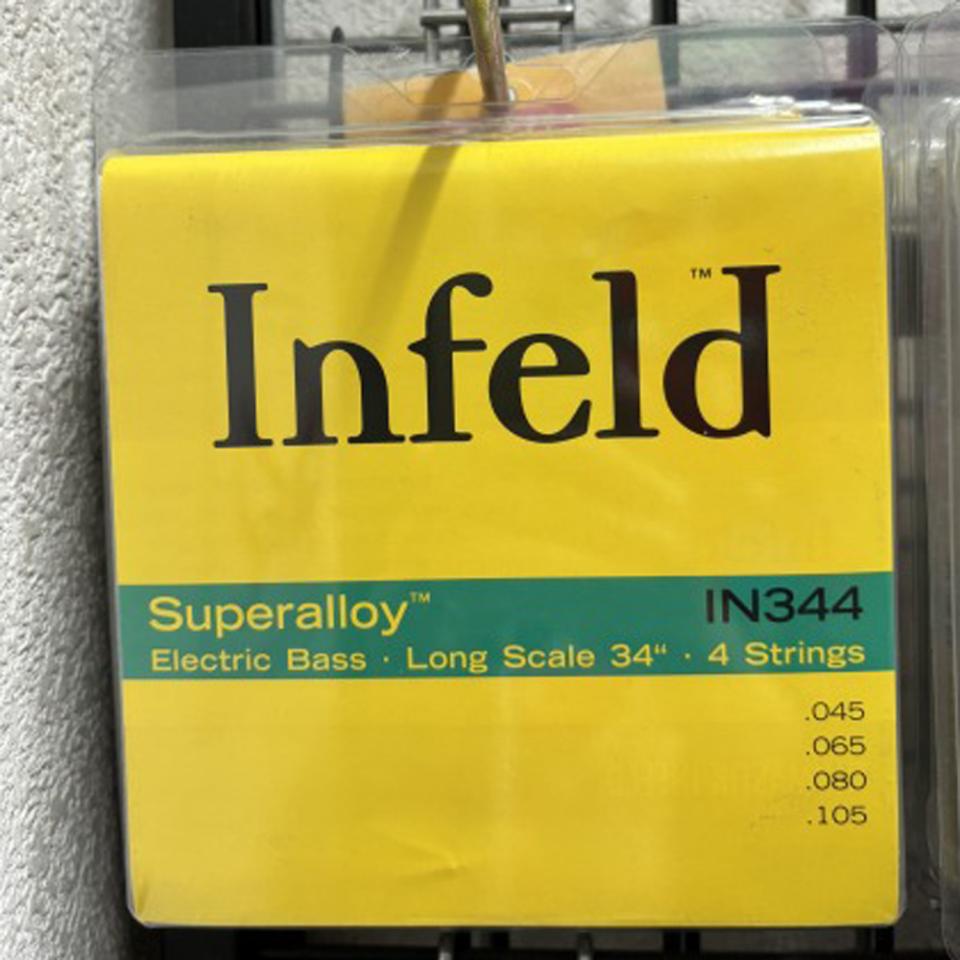 Infeld™
Superalloy™ IN344
Electric Bass · Long Scale 34“ · 4 Strings
.045
.065
.080
.105